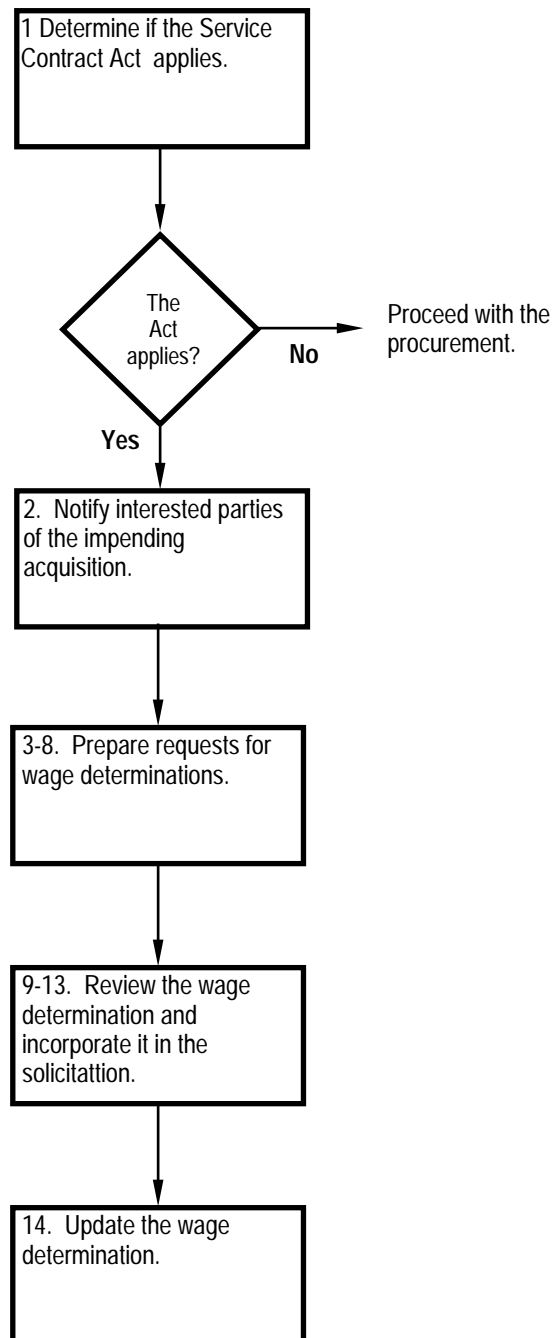 1 Determine if the Service
Contract Act applies.
The
Act
applies?
No
Proceed with the
procurement.
Yes
2. Notify interested parties
of the impending
acquisition.
3-8. Prepare requests for
wage determinations.
9-13. Review the wage
determination and
incorporate it in the
solicitattion.
14. Update the wage
determination.